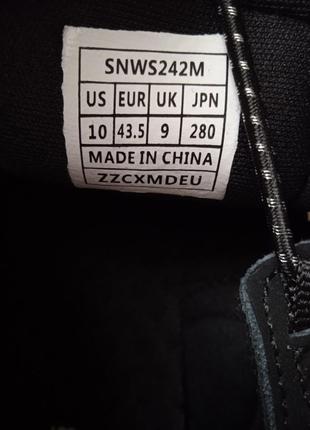 SNWS242M
US EUR UK JPN
10 43.5 9 280
MADE IN CHINA
ZZCXMDEU